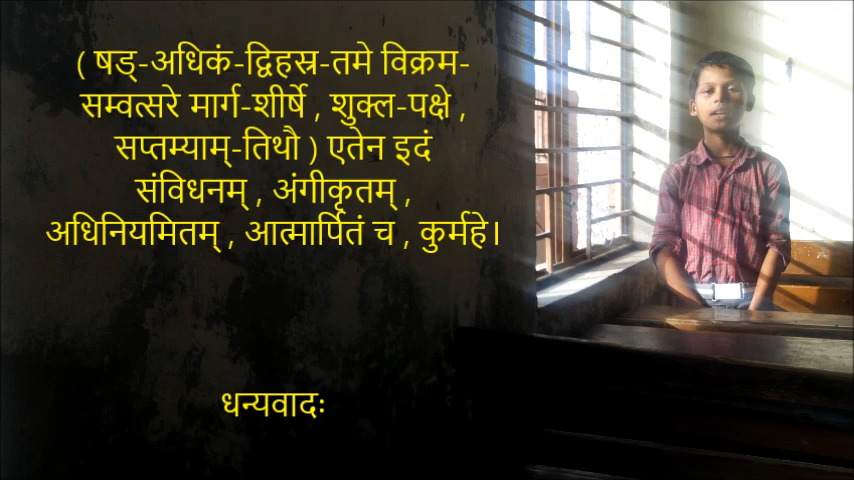 ( षड्-अधिकं-द्विहस्र-तमे विक्रम-
सम्वत्सरे मार्ग-शीर्षे , शुक्ल-पक्षे ,
सप्तम्याम्-तिथौ ) एतेन इदं
संविधनम् , अंगीकृतम् ,
अधिनियमितम् , आत्मार्पितं च , कुर्महे।
धन्यवादः